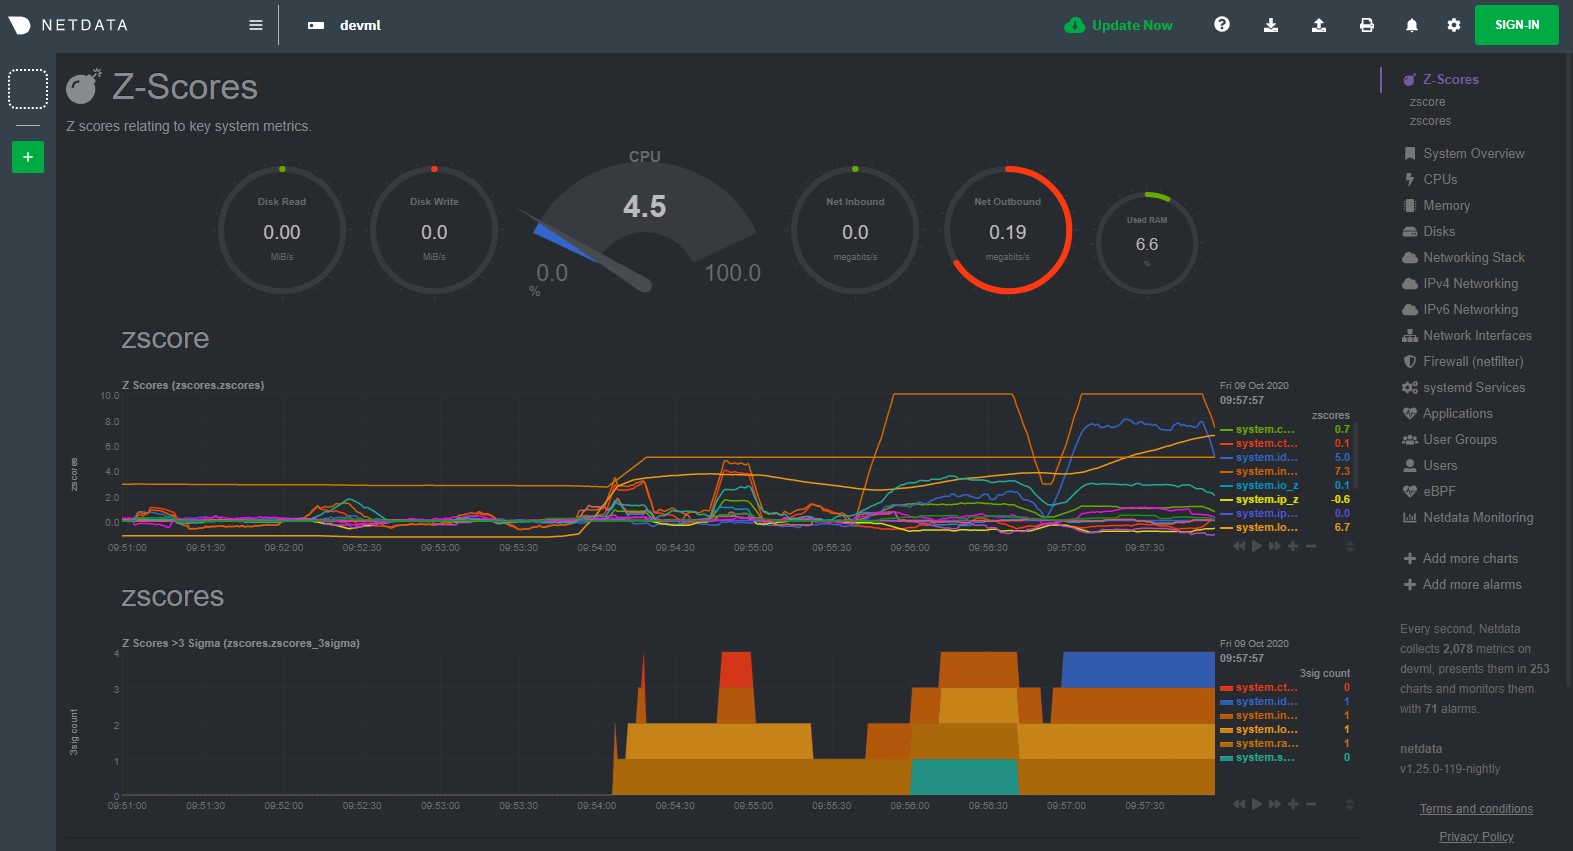 NETDATA
devml
Update Now
SIGN-IN
+
Z-Scores
Z scores relating to key system metrics.
Disk Read
0.00
MiB/s
Disk Write
0.0
MiB/s
CPU
4.5
0.0
100.0
%
Net Inbound
0.0
megabits/s
Net Outbound
0.19
megabits/s
Used RAM
6.6
%
zscore
Z Scores (zscores.zscores)
zscores
10.0
8.0
6.0
4.0
2.0
0.0
09:51:00 09:51:30 09:52:00 09:52:30 09:53:00 09:53:30 09:54:00 09:54:30 09:55:00 09:55:30 09:56:00 09:56:30 09:57:00 09:57:30
Fri 09 Oct 2020
09:57:57
zscores
system.c... 0.7
system.ct... 0.1
system.id... 5.0
system.in... 7.3
system.io_z 0.1
system.ip_z -0.6
system.ip... 0.0
system.lo... 6.7
zscores
Z Scores >3 Sigma (zscores.zscores_3sigma)
3sig count
4
3
2
1
0
09:51:00 09:51:30 09:52:00 09:52:30 09:53:00 09:53:30 09:54:00 09:54:30 09:55:00 09:55:30 09:56:00 09:56:30 09:57:00 09:57:30
Fri 09 Oct 2020
09:57:57
3sig count
system.ct... 0
system.id... 1
system.in... 1
system.lo... 1
system.ra... 1
system.s... 0
Z-Scores
zscore
zscores
System Overview
CPUs
Memory
Disks
Networking Stack
IPv4 Networking
IPv6 Networking
Network Interfaces
Firewall (netfilter)
systemd Services
Applications
User Groups
Users
eBPF
Netdata Monitoring
Add more charts
Add more alarms
Every second, Netdata
collects 2,078 metrics on
devml, presents them in 253
charts and monitors them
with 71 alarms.
netdata
v1.25.0-119-nightly
Terms and conditions
Privacy Policy